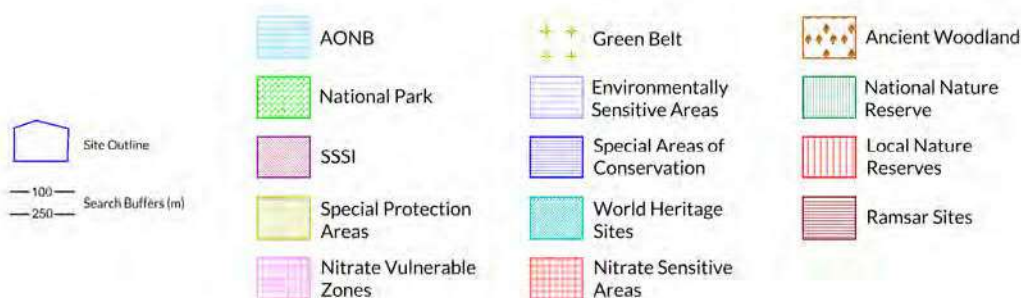 Site Outline
100
250
Search Buffers (m)
AONB
National Park
SSSI
Special Protection
Areas
Nitrate Vulnerable
Zones
Green Belt
Environmentally
Sensitive Areas
Special Areas of
Conservation
World Heritage
Sites
Nitrate Sensitive
Areas
Ancient Woodland
National Nature
Reserve
Local Nature
Reserves
Ramsar Sites